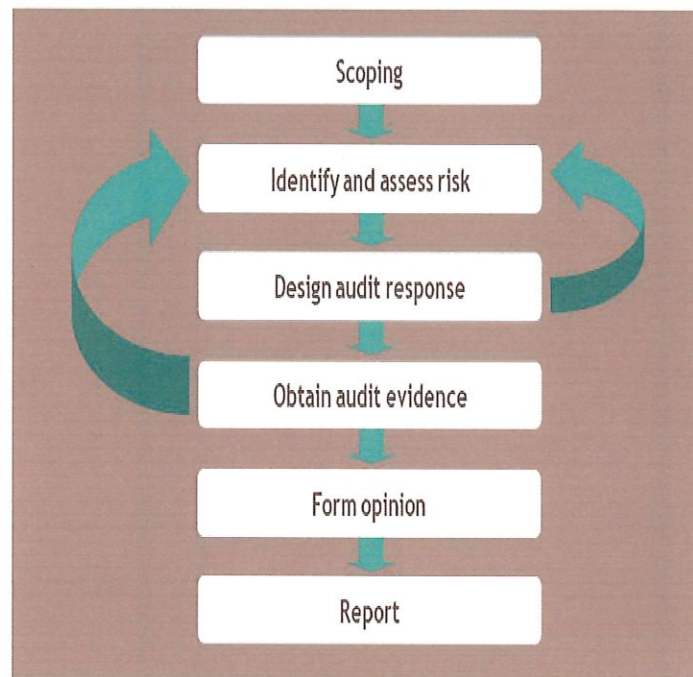 Scoping
Identify and assess risk
Design audit response
Obtain audit evidence
Form opinion
Report